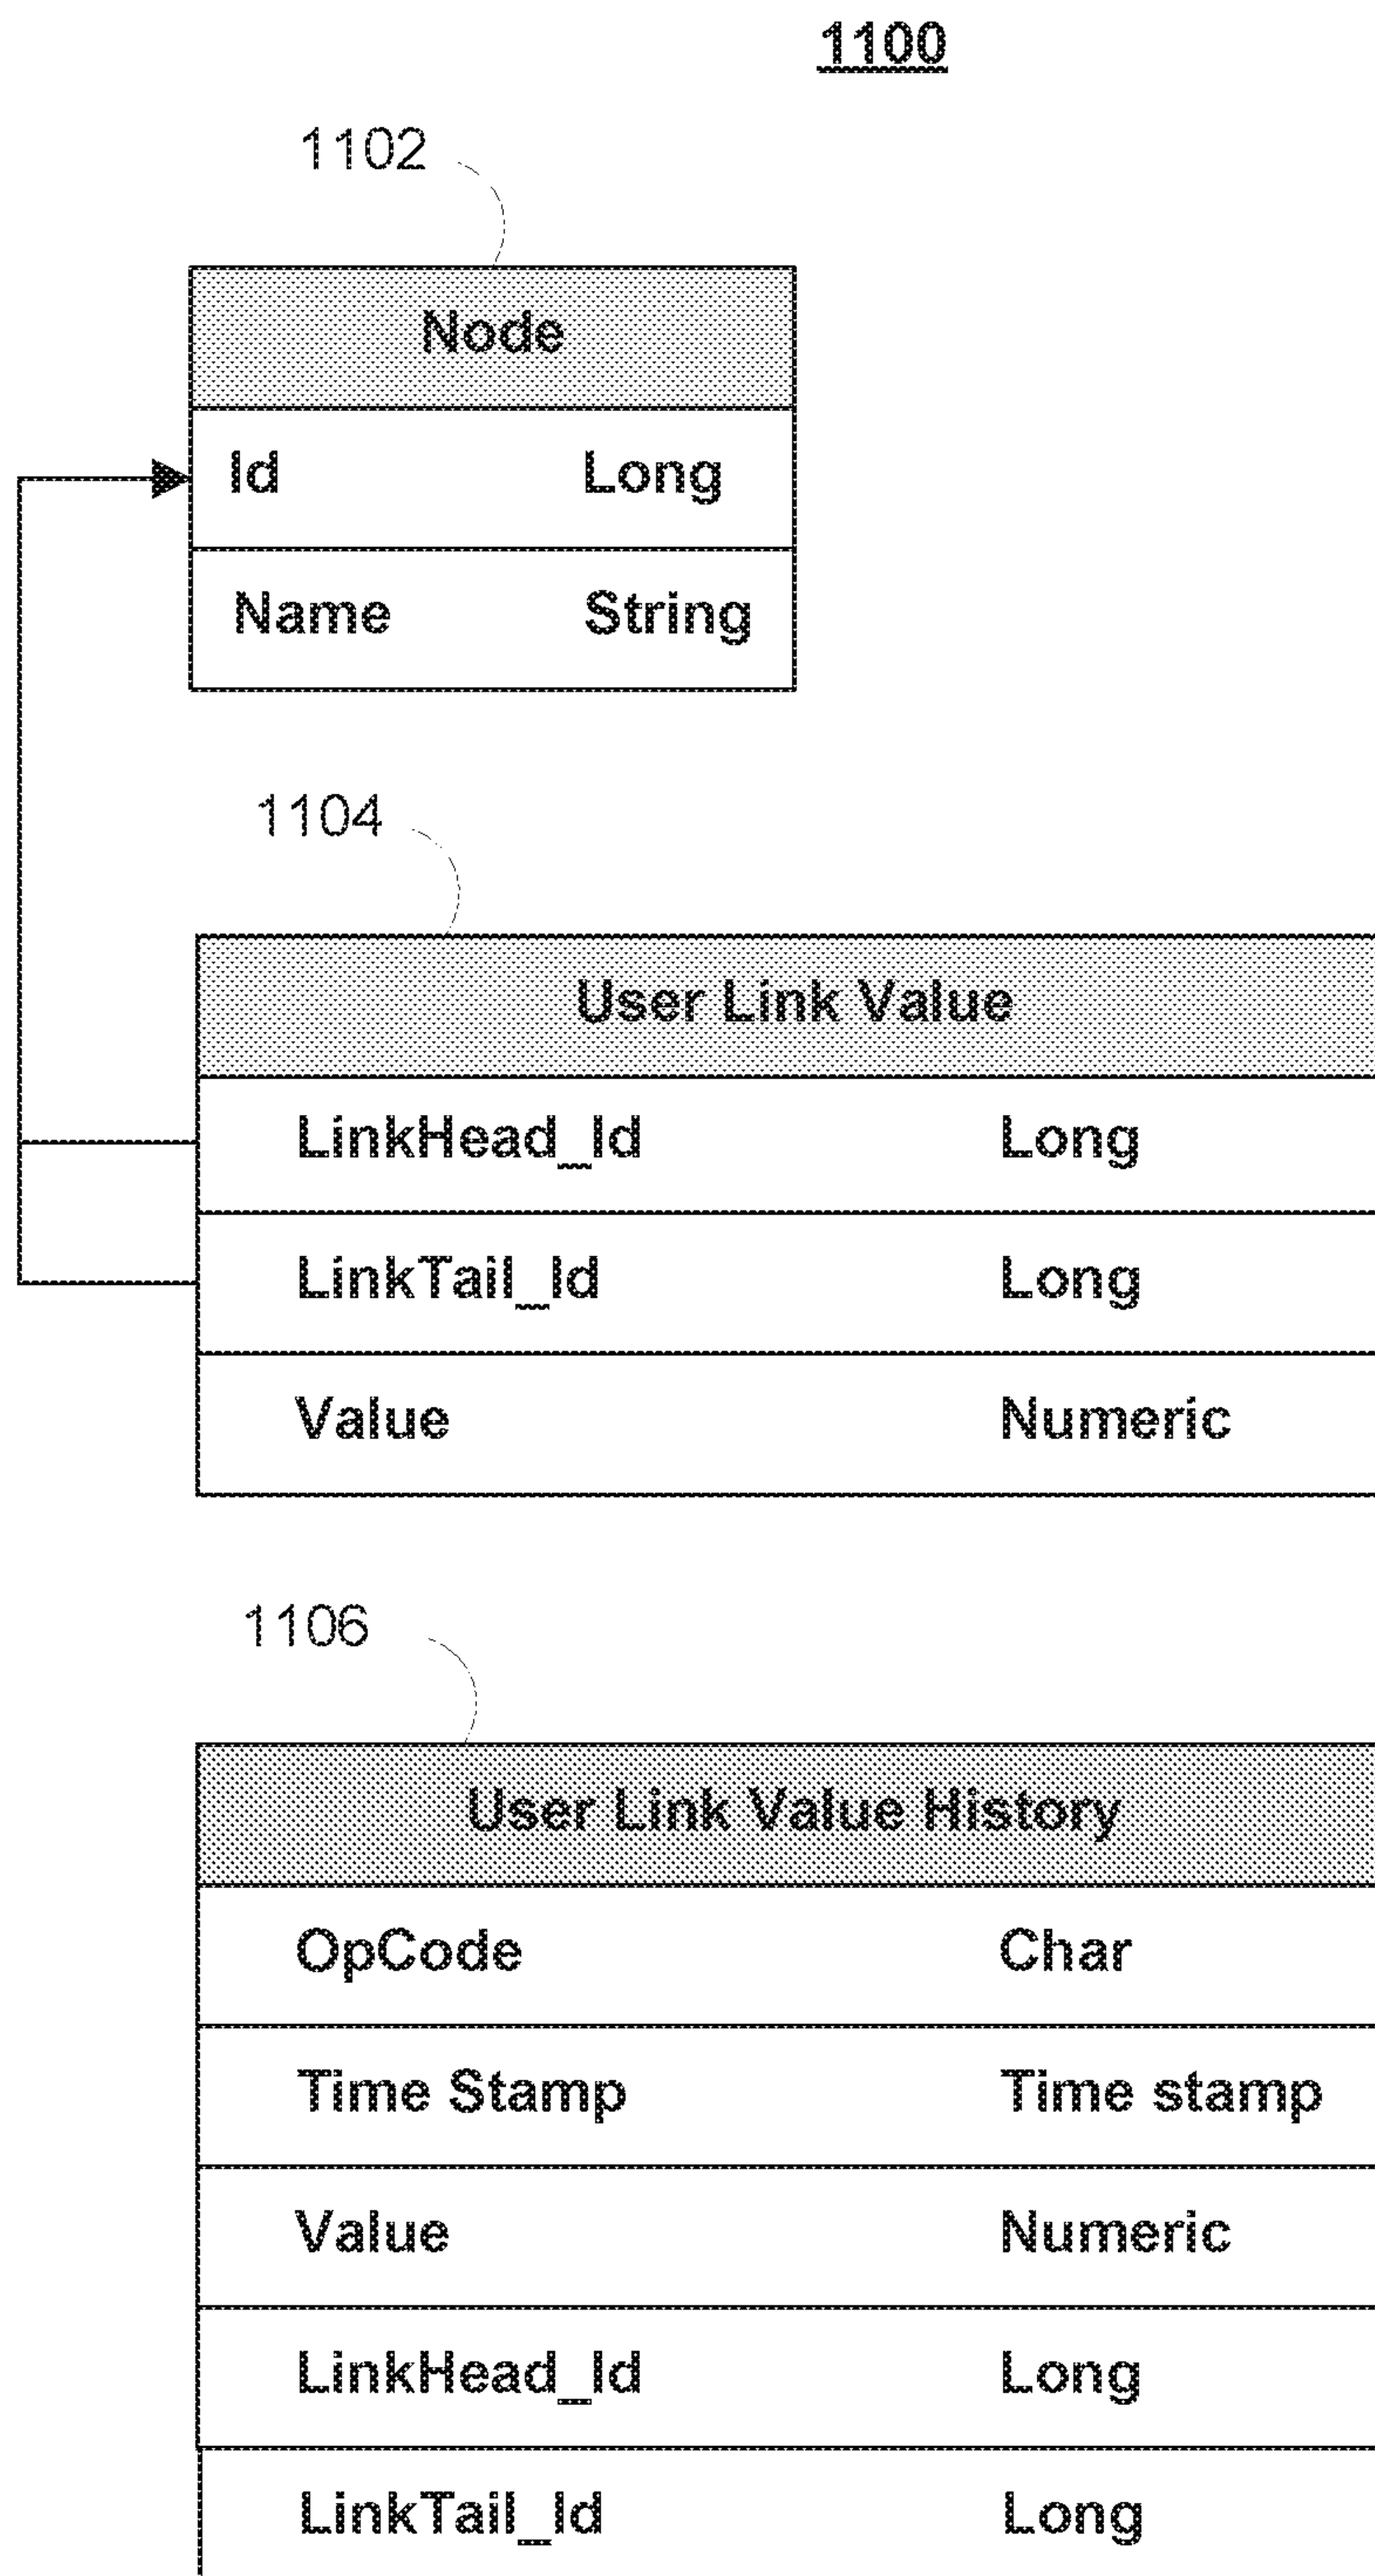 1100
1102
Node
Id Long
Name String
1104
User Link Value
LinkHead_Id Long
LinkTail_Id Long
Value Numeric
1106
User Link Value History
OpCode Char
Time Stamp Time stamp
Value Numeric
LinkHead_Id Long
LinkTail_Id Long